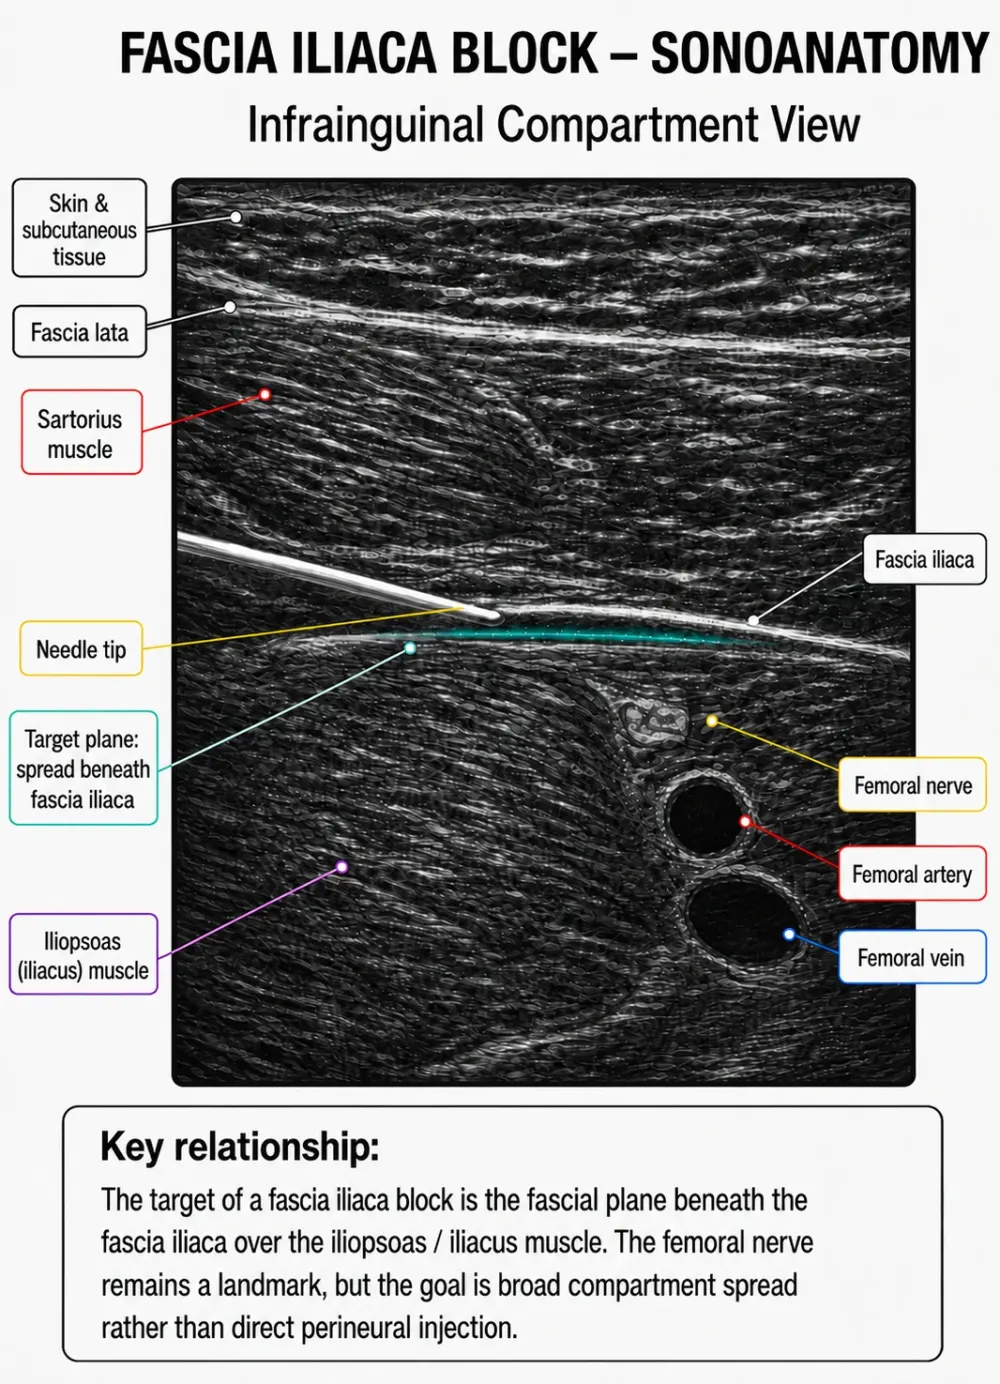 FASCIA ILIACA BLOCK – SONOANATOMY
Infrainguinal Compartment View
Skin &
subcutaneous
tissue
Fascia lata
Sartorius
muscle
Fascia iliaca
Needle tip
Target plane:
spread beneath
fascia iliaca
Femoral nerve
Femoral artery
Iliopsoas
(iliacus) muscle
Femoral vein
Key relationship:
The target of a fascia iliaca block is the fascial plane beneath the
fascia iliaca over the iliopsoas / iliacus muscle. The femoral nerve
remains a landmark, but the goal is broad compartment spread
rather than direct perineural injection.